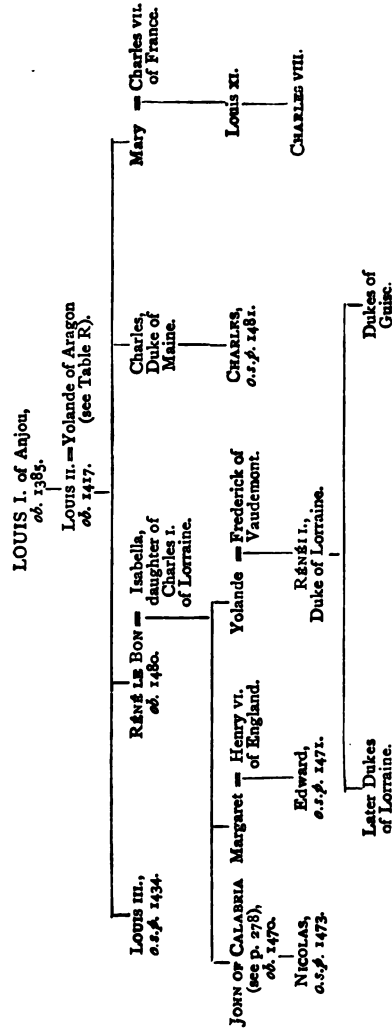 LOUIS I. of Anjou,
ob. 1385.
LOUIS II.=Yolande of Aragon
ob. 1417. (see Table R).
LOUIS III.,
o.s.p. 1434.
RÉNÉ LE BON = Isabella,
ob. 1480. daughter of
Charles I.
of Lorraine.
Charles,
Duke of
Maine.
Mary = Charles VII.
of France.
JOHN OF CALABRIA
(see p. 278),
ob. 1470.
Margaret = Henry VI.
of England.
Yolande = Frederick of
Vaudemont.
CHARLES,
o.s.p. 1481.
Louis XI.
NICOLAS,
o.s.p. 1473.
Edward,
o.s.p. 1471.
RÉNÉ II.,
Duke of Lorraine.
CHARLES VIII.
Later Dukes
of Lorraine.
Dukes of
Guise.